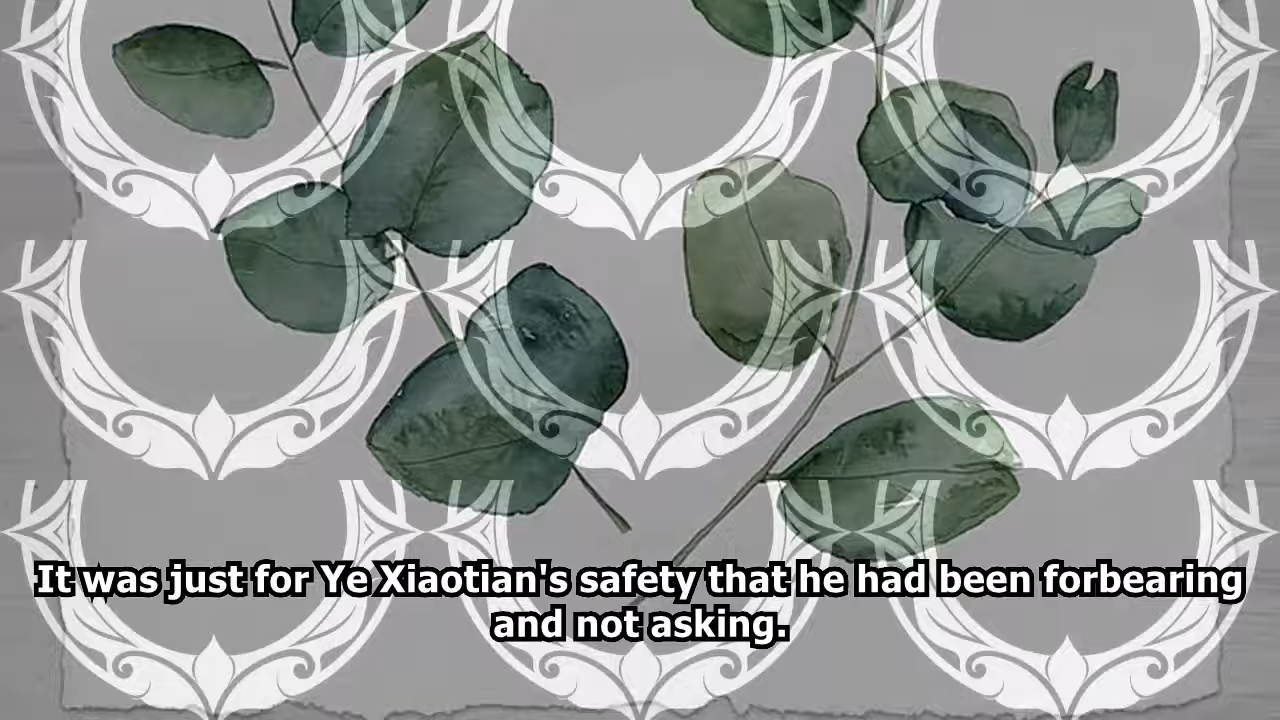 It was just for Ye Xiaotian's safety that he had been forbearing
and not asking.